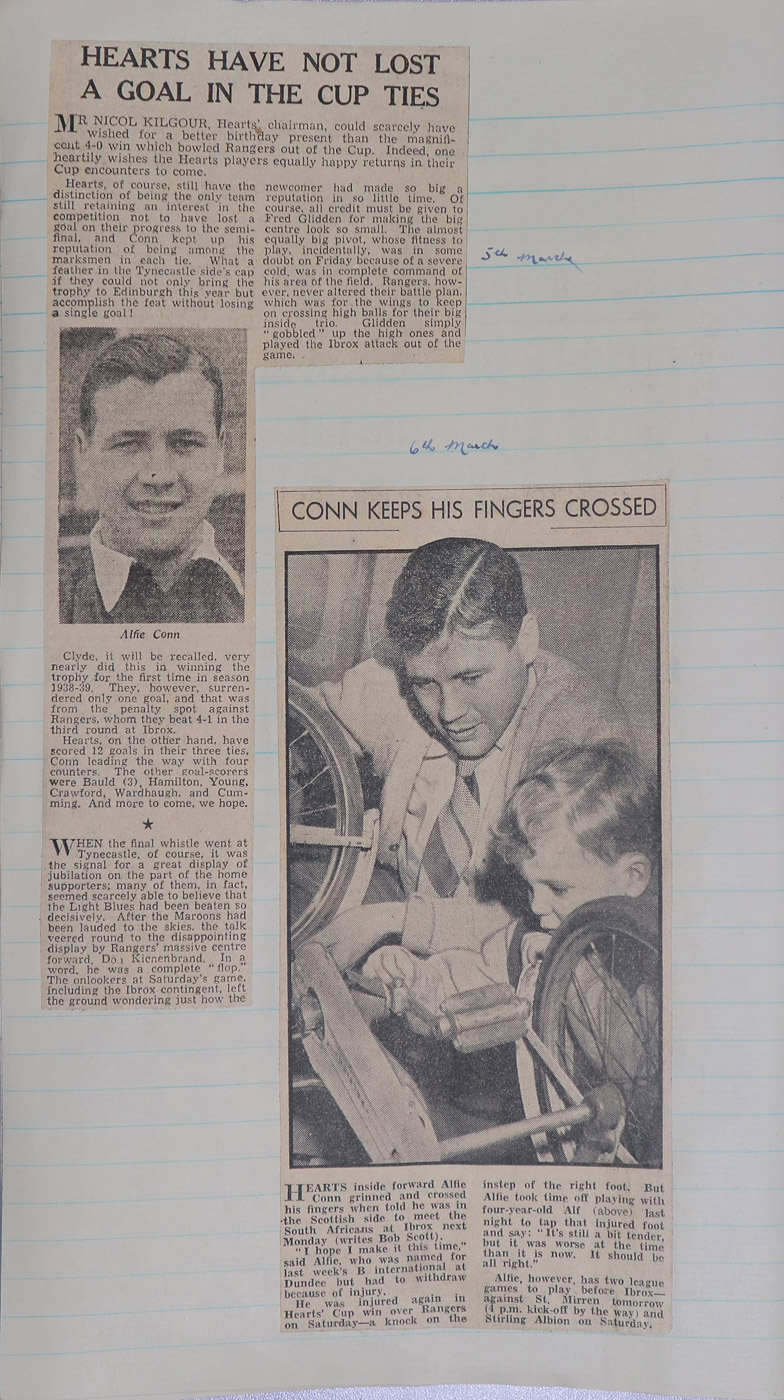 HEARTS HAVE NOT LOST
A GOAL IN THE CUP TIES
MR NICOL KILGOUR, Hearts' chairman, could scarcely have
wished for a better birthday present than the magnifi-
cent 4-0 win which bowled Rangers out of the Cup. Indeed, one
heartily wishes the Hearts players equally happy returns in their
Cup encounters to come.
Hearts, of course, still have the
distinction of being the only team
still retaining an interest in the
competition not to have lost a
goal on their progress to the semi-
final, and Conn kept up his
reputation of being among the
marksmen in each tie. What a
feather in the Tynecastle side's cap
if they could not only bring the
trophy to Edinburgh this year but
accomplish the feat without losing
a single goal!
Alfie Conn
Clyde, it will be recalled, very
nearly did this in winning the
trophy for the first time in season
1938-39. They, however, surren-
dered only one goal, and that was
from the penalty spot against
Rangers, whom they beat 4-1 in the
third round at Ibrox.
Hearts, on the other hand, have
scored 12 goals in their three ties,
Conn leading the way with four
counters. The other goal-scorers
were Bauld (3), Hamilton, Young,
Crawford, Wardhaugh, and Cum-
ming. And more to come, we hope.
WHEN the final whistle went at
Tynecastle, of course, it was
the signal for a great display of
jubilation on the part of the home
supporters; many of them, in fact,
seemed scarcely able to believe that
the Light Blues had been beaten so
decisively. After the Maroons had
been lauded to the skies, the talk
veered round to the disappointing
display by Rangers' massive centre
forward, Don Kichenbrand. In a
word, he was a complete "flop."
The onlookers at Saturday's game,
including the Ibrox contingent, left
the ground wondering just how the
newcomer had made so big a
reputation in so little time. Of
course, all credit must be given to
Fred Glidden for making the big
centre look so small. The almost
equally big pivot, whose fitness to
play, incidentally, was in some
doubt on Friday because of a severe
cold, was in complete command of
his area of the field. Rangers, how-
ever, never altered their battle plan,
which was for the wings to keep
on crossing high balls for their big
inside trio. Glidden simply
"gobbled" up the high ones and
played the Ibrox attack out of the
game.
5th March
6th March
CONN KEEPS HIS FINGERS CROSSED
HEARTS inside forward Alfie
Conn grinned and crossed
his fingers when told he was in
the Scottish side to meet the
South Africans at Ibrox next
Monday (writes Bob Scott).
"I hope I make it this time,"
said Alfie, who was named for
last week's B international at
Dundee but had to withdraw
because of injury.
He was injured again in
Hearts' Cup win over Rangers
on Saturday—a knock on the
instep of the right foot. But
Alfie took time off playing with
four-year-old Alf (above) last
night to tap that injured foot
and say: "It's still a bit tender,
but it was worse at the time
than it is now. It should be
all right."
Alfie, however, has two league
games to play before Ibrox—
against St. Mirren tomorrow
(4 p.m. kick-off by the way) and
Stirling Albion on Saturday.